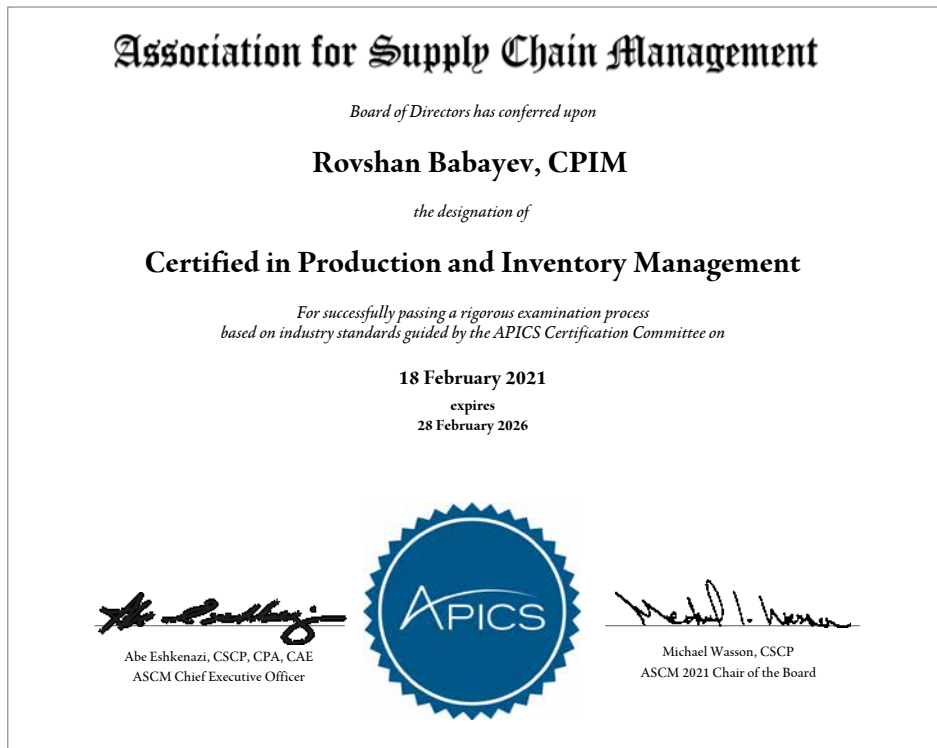 Association for Supply Chain Management
Board of Directors has conferred upon
Rovshan Babayev, CPIM
the designation of
Certified in Production and Inventory Management
For successfully passing a rigorous examination process
based on industry standards guided by the APICS Certification Committee on
18 February 2021
expires
28 February 2026
APICS
Abe Eshkenazi, CSCP, CPA, CAE
ASCM Chief Executive Officer
Michael Wasson, CSCP
ASCM 2021 Chair of the Board